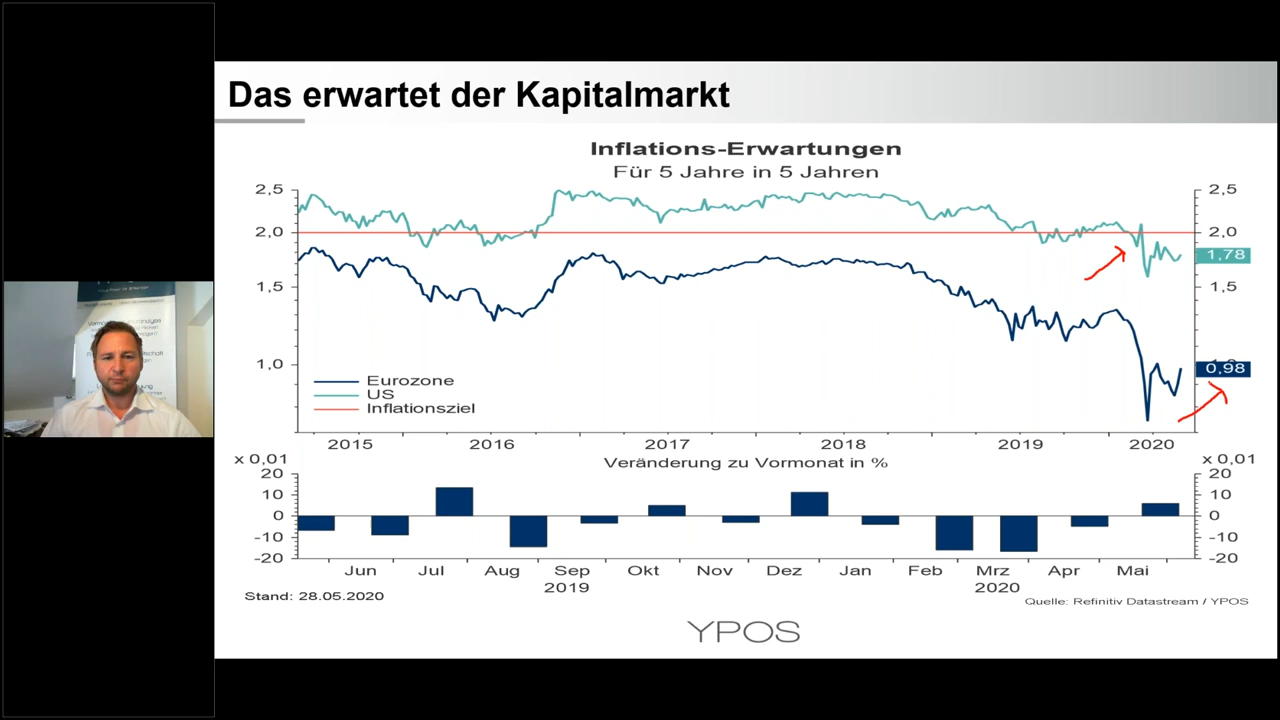 Das erwartet der Kapitalmarkt
Inflations-Erwartungen
Für 5 Jahre in 5 Jahren
2,5 2,5
2,0 2,0
1,78
1,5 1,5
1,0
0,98
Eurozone
US
Inflationsziel
2015 2016 2017 2018 2019 2020
x 0,01 Veränderung zu Vormonat in % x 0,01
20 20
10 10
0 0
-10 -10
-20 -20
Jun Jul Aug Sep Okt Nov Dez Jan Feb Mrz Apr Mai
2019 2020
Stand: 28.05.2020
Quelle: Refinitiv Datastream / YPOS
YPOS